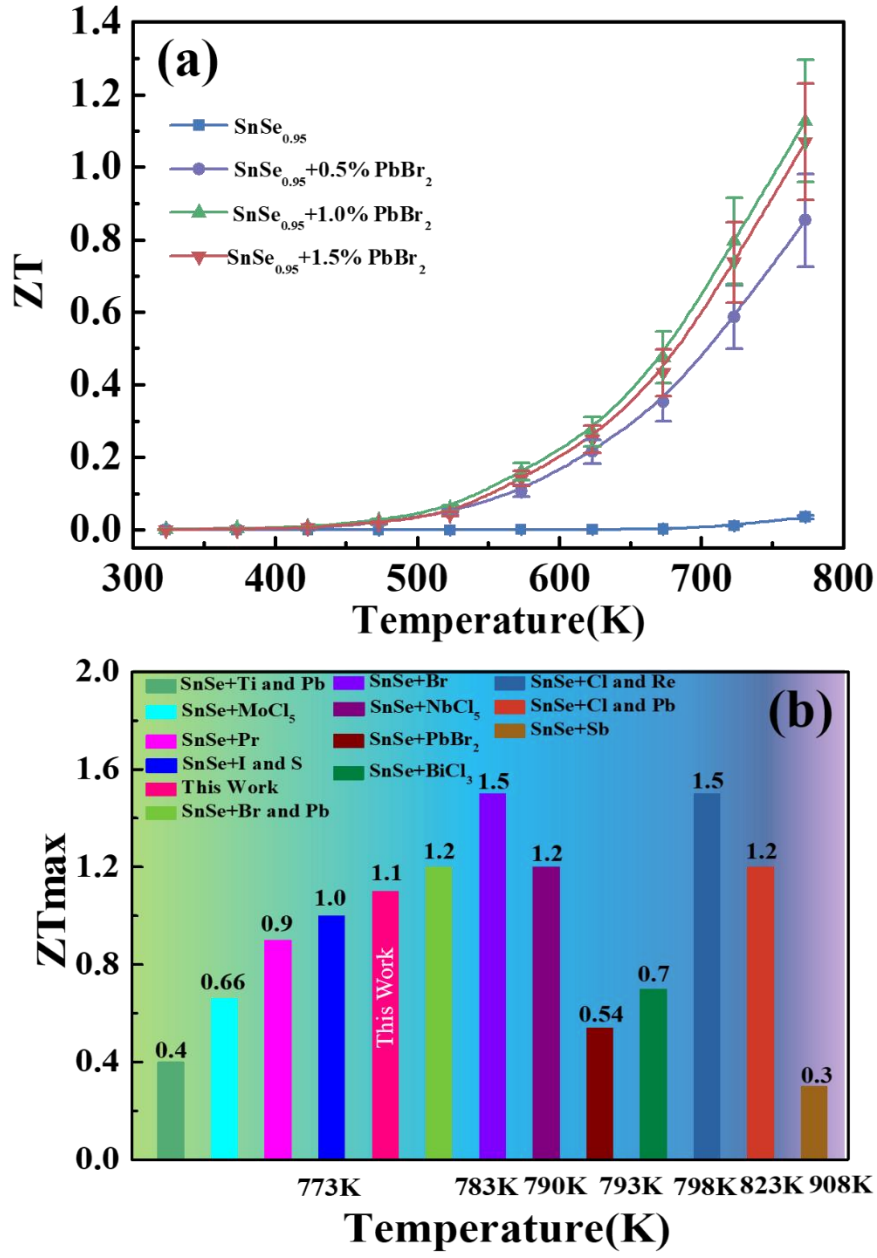 (a)
1.4
1.2
1.0
0.8
0.6
0.4
0.2
0.0
ZT
SnSe0.95
SnSe0.95+0.5% PbBr2
SnSe0.95+1.0% PbBr2
SnSe0.95+1.5% PbBr2
300 400 500 600 700 800
Temperature(K)
(b)
2.0
1.6
1.2
0.8
0.4
0.0
ZTmax
SnSe+Ti and Pb
SnSe+MoCl5
SnSe+Pr
SnSe+I and S
This Work
SnSe+Br and Pb
SnSe+Br
SnSe+NbCl5
SnSe+PbBr2
SnSe+BiCl3
SnSe+Cl and Re
SnSe+Cl and Pb
SnSe+Sb
0.4
0.66
0.9
1.0
1.1
This Work
1.2
1.5
1.2
0.54
0.7
1.5
1.2
0.3
773K 783K 790K 793K 798K 823K 908K
Temperature(K)